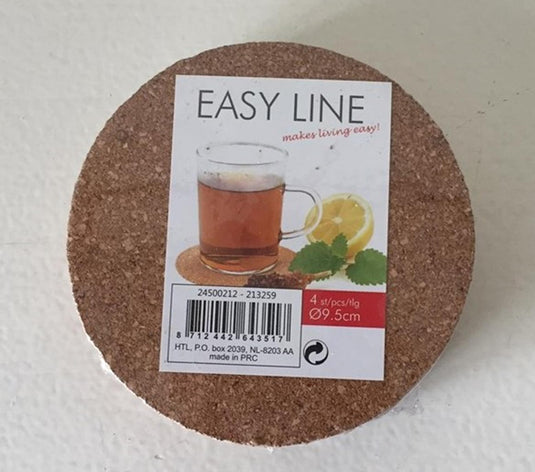 EASY LINE
makes living easy!
24500212 - 213259
8 712442 643517
HTL, P.O. box 2039, NL-8203 AA
made in PRC
4 st/pcs/tlg
Ø9.5cm